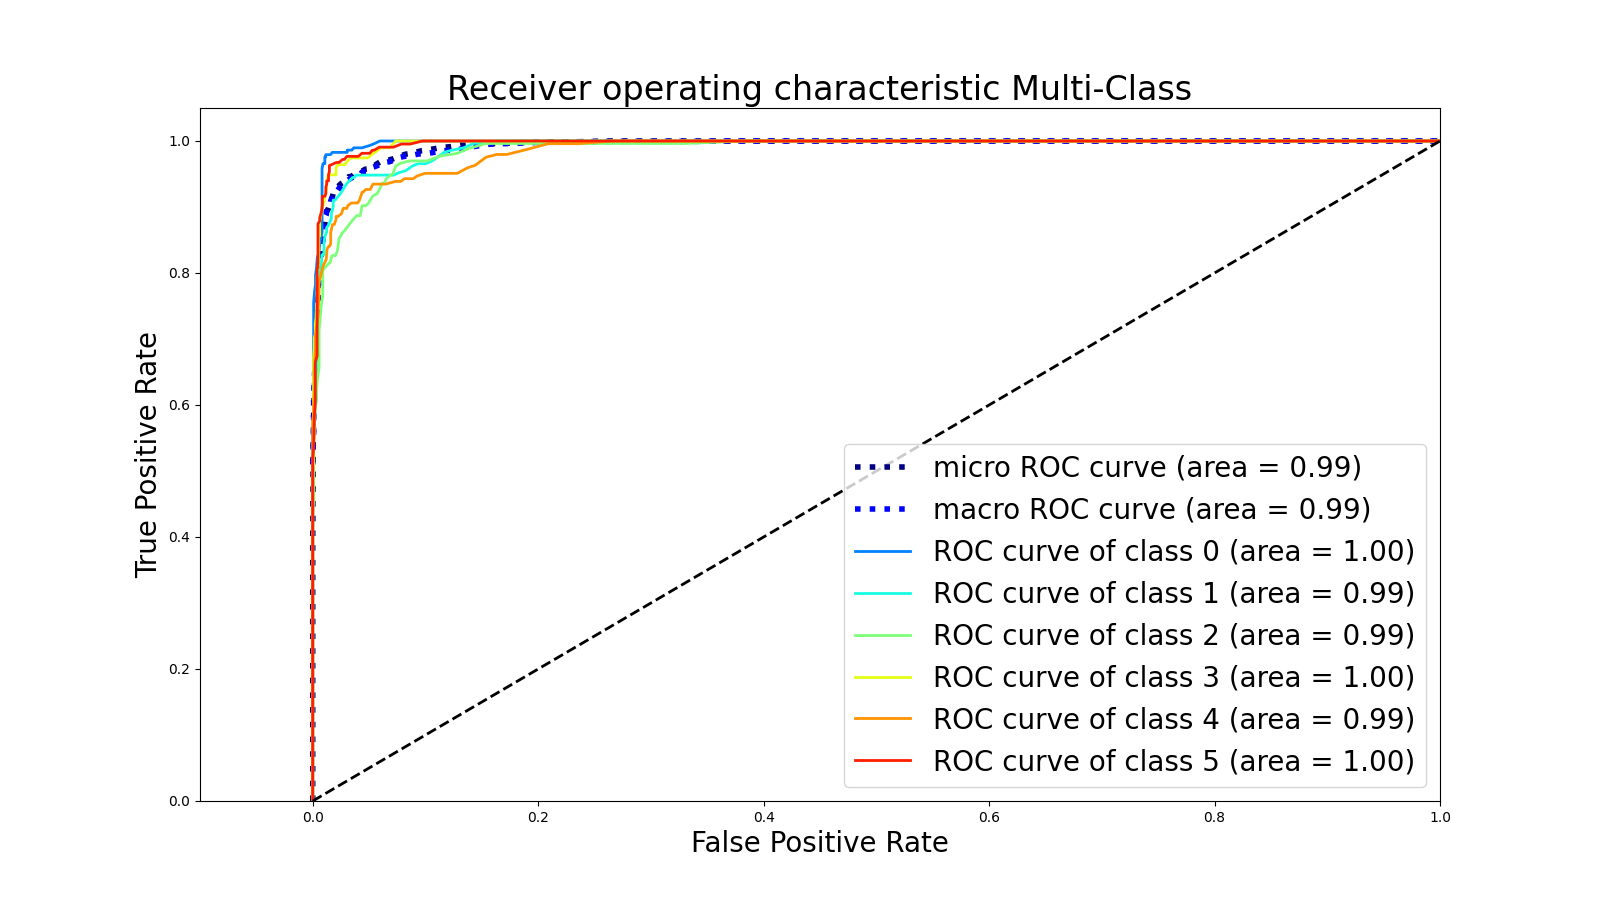 Receiver operating characteristic Multi-Class
True Positive Rate
1.0
0.8
0.6
0.4
0.2
0.0
micro ROC curve (area = 0.99)
macro ROC curve (area = 0.99)
ROC curve of class 0 (area = 1.00)
ROC curve of class 1 (area = 0.99)
ROC curve of class 2 (area = 0.99)
ROC curve of class 3 (area = 1.00)
ROC curve of class 4 (area = 0.99)
ROC curve of class 5 (area = 1.00)
0.0 0.2 0.4 0.6 0.8 1.0
False Positive Rate